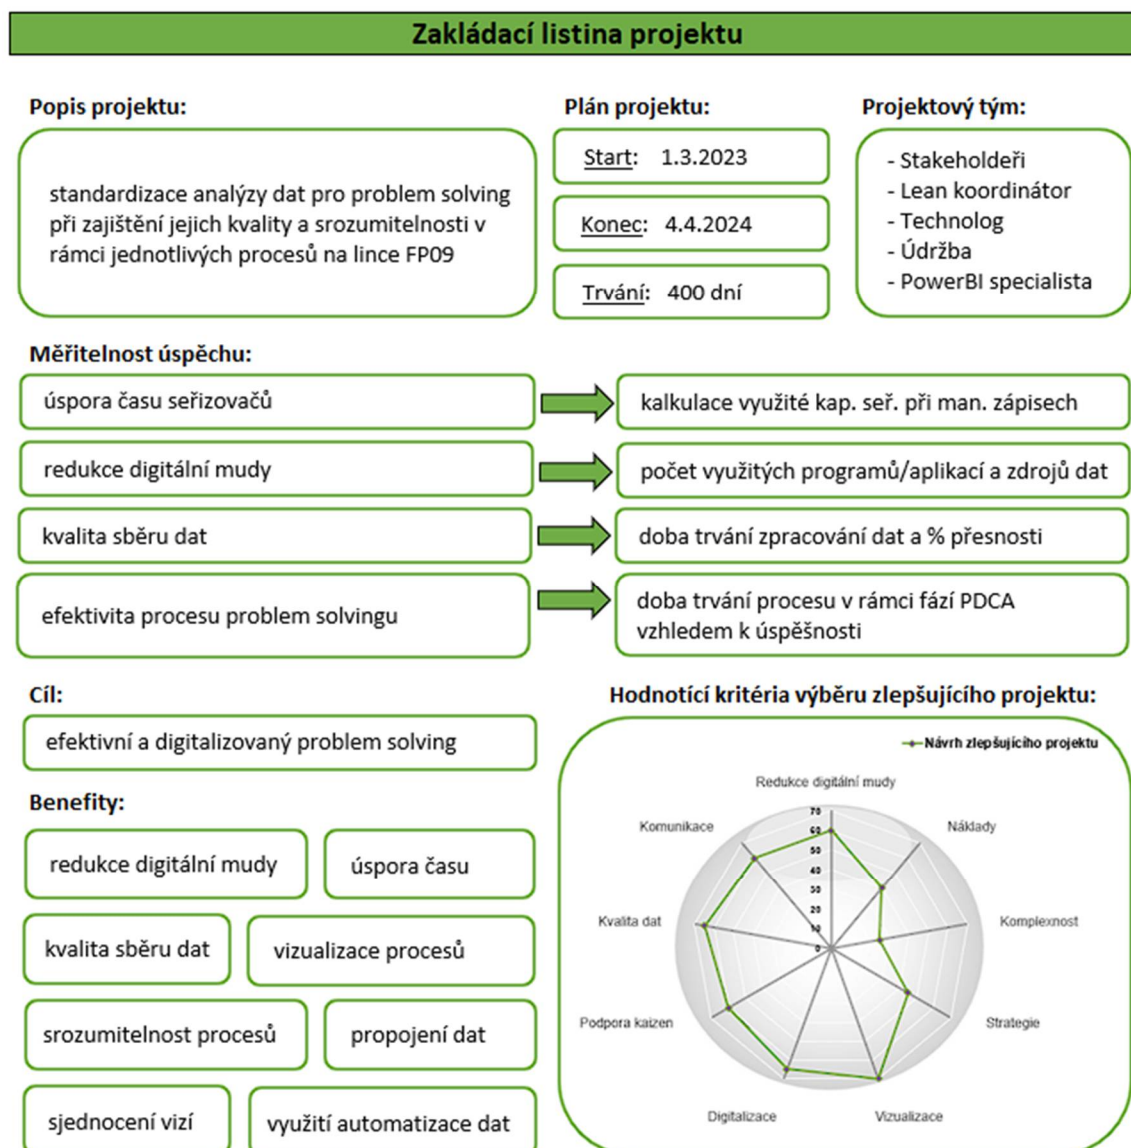 Zakládací listina projektu
Popis projektu:
standardizace analýzy dat pro problem solving
při zajištění jejich kvality a srozumitelnosti v
rámci jednotlivých procesů na lince FP09
Plán projektu:
Start: 1.3.2023
Konec: 4.4.2024
Trvání: 400 dní
Projektový tým:
- Stakeholdeři
- Lean koordinátor
- Technolog
- Údržba
- PowerBI specialista
Měřitelnost úspěchu:
úspora času seřizovačů
kalkulace využité kap. seř. při man. zápisech
redukce digitální mudy
počet využitých programů/aplikací a zdrojů dat
kvalita sběru dat
doba trvání zpracování dat a % přesnosti
efektivita procesu problem solvingu
doba trvání procesu v rámci fází PDCA
vzhledem k úspěšnosti
Cíl:
efektivní a digitalizovaný problem solving
Benefity:
redukce digitální mudy
úspora času
kvalita sběru dat
vizualizace procesů
srozumitelnost procesů
propojení dat
sjednocení vizí
využití automatizace dat
Hodnotící kritéria výběru zlepšujícího projektu:
Návrh zlepšujícího projektu
Redukce digitální mudy
Náklady
Komplexnost
Strategie
Vizualizace
Digitalizace
Podpora kaizen
Kvalita dat
Komunikace
70
60
50
40
30
20
10
0